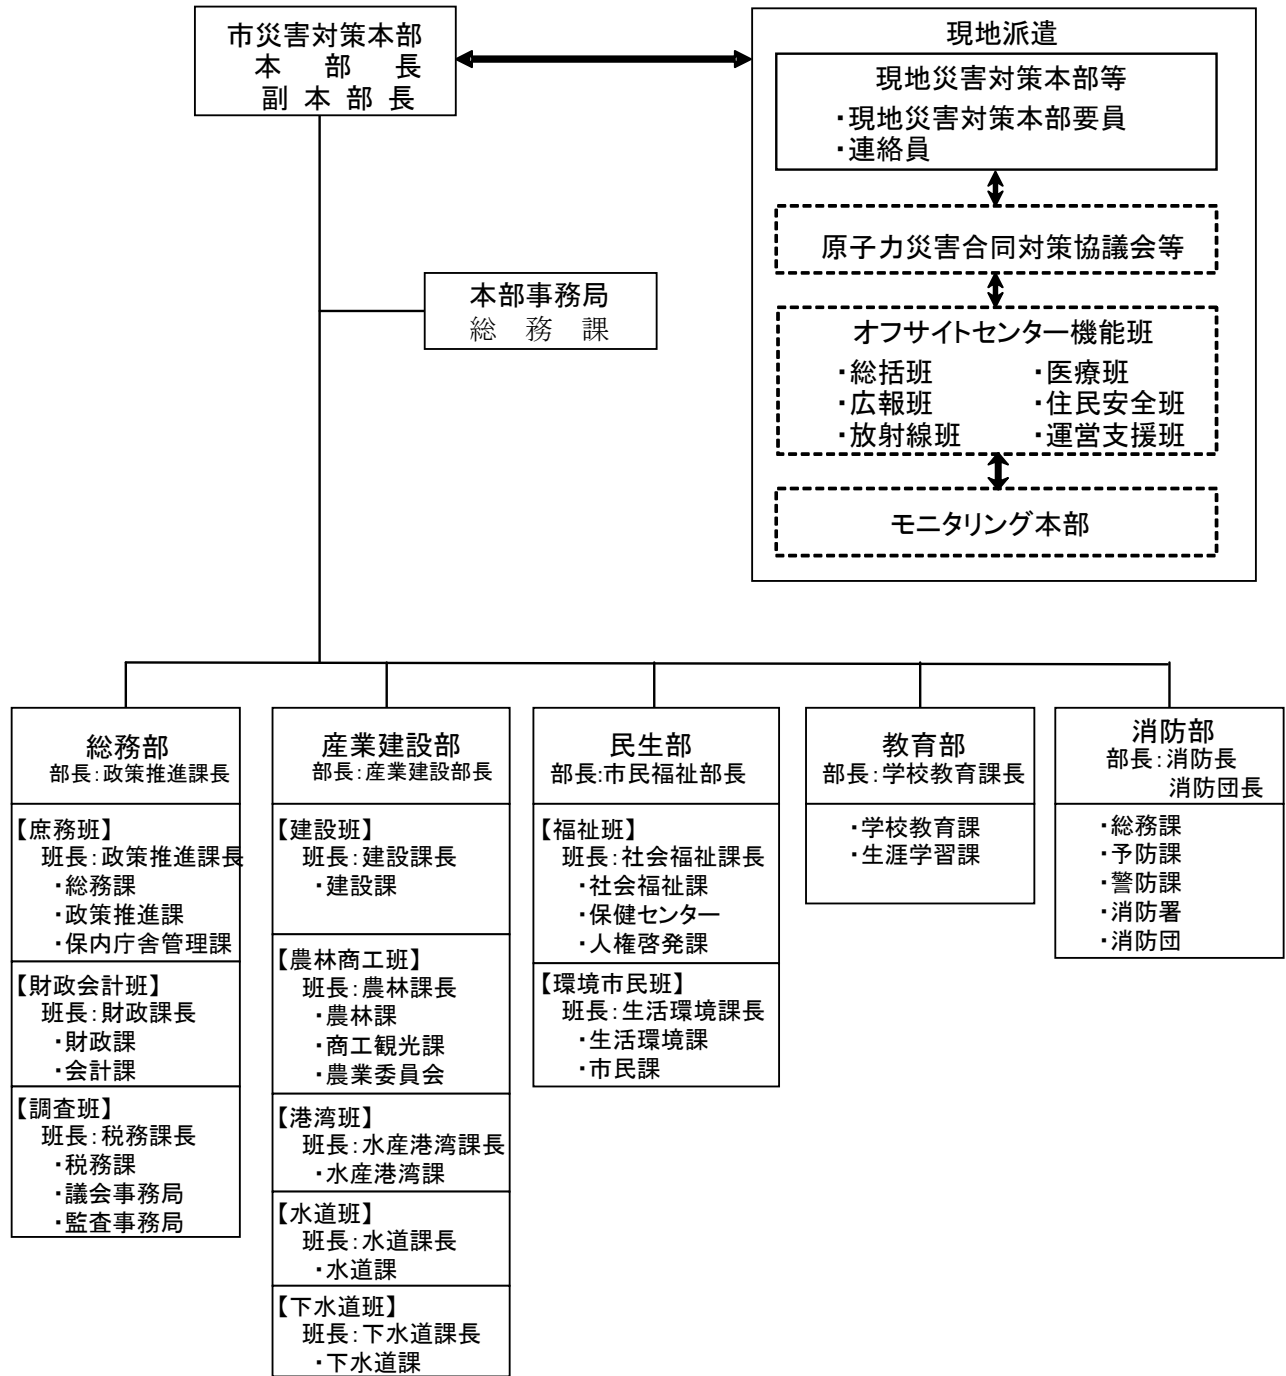 市災害対策本部
本　部　長
副 本 部 長
現地派遣
現地災害対策本部等
・現地災害対策本部要員
・連絡員
原子力災害合同対策協議会等
オフサイトセンター機能班
・総括班　・医療班
・広報班　・住民安全班
・放射線班　・運営支援班
モニタリング本部
本部事務局
総　務　課
総務部
部長：政策推進課長
【庶務班】
班長：政策推進課長
・総務課
・政策推進課
・保内庁舎管理課
【財政会計班】
班長：財政課長
・財政課
・会計課
【調査班】
班長：税務課長
・税務課
・議会事務局
・監査事務局
産業建設部
部長：産業建設部長
【建設班】
班長：建設課長
・建設課
【農林商工班】
班長：農林課長
・農林課
・商工観光課
・農業委員会
【港湾班】
班長：水産港湾課長
・水産港湾課
【水道班】
班長：水道課長
・水道課
【下水道班】
班長：下水道課長
・下水道課
民生部
部長：市民福祉部長
【福祉班】
班長：社会福祉課長
・社会福祉課
・保健センター
・人権啓発課
【環境市民班】
班長：生活環境課長
・生活環境課
・市民課
教育部
部長：学校教育課長
・学校教育課
・生涯学習課
消防部
部長：消防長
消防団長
・総務課
・予防課
・警防課
・消防署
・消防団